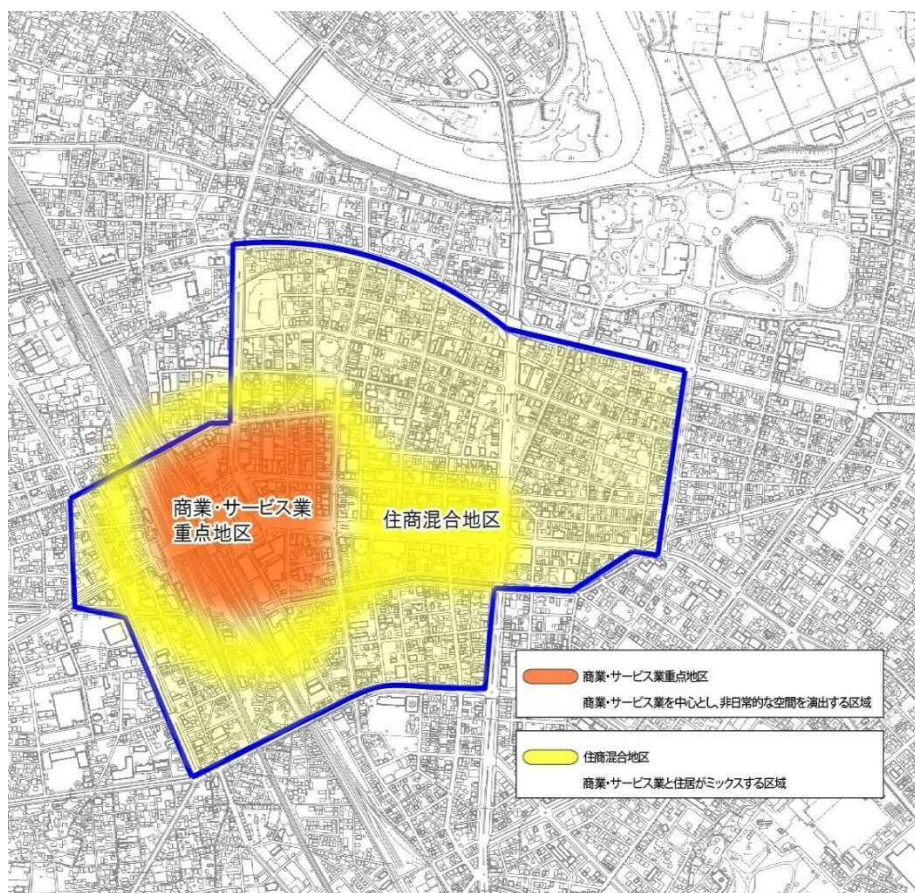 商業・サービス業
重点地区
住商混合地区
商業・サービス業重点地区
商業・サービス業を中心とし、非日常的な空間を演出する区域
住商混合地区
商業・サービス業と住居がミックスする区域